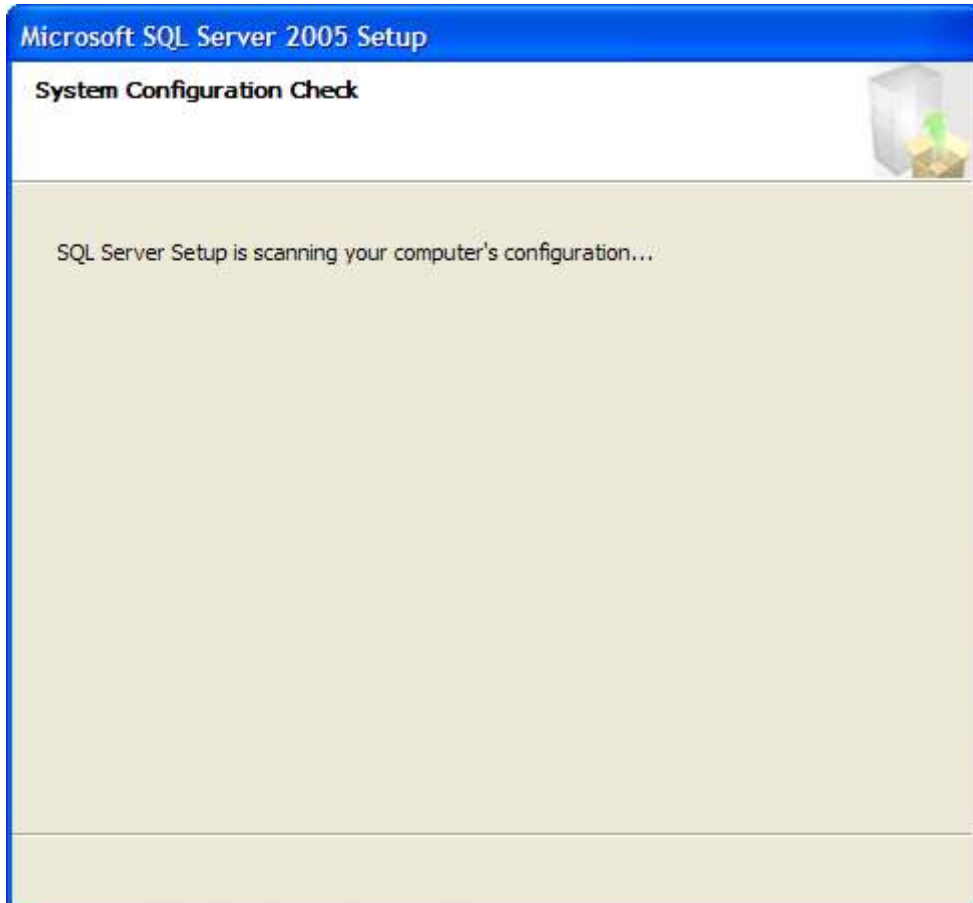 Microsoft SQL Server 2005 Setup
System Configuration Check
SQL Server Setup is scanning your computer's configuration...